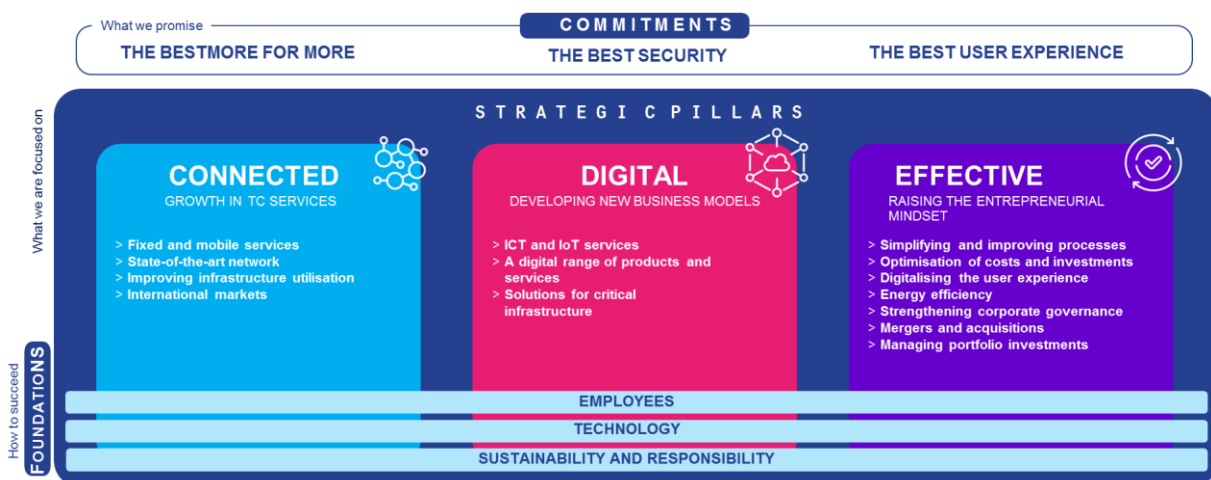 What we promise
COMMITMENTS
THE BESTMORE FOR MORE
THE BEST SECURITY
THE BEST USER EXPERIENCE
What we are focused on
STRATEGIC PILLARS
CONNECTED
GROWTH IN TC SERVICES
> Fixed and mobile services
> State-of-the-art network
> Improving infrastructure utilisation
> International markets
DIGITAL
DEVELOPING NEW BUSINESS MODELS
> ICT and IoT services
> A digital range of products and
services
> Solutions for critical
infrastructure
EFFECTIVE
RAISING THE ENTREPRENEURIAL
MINDSET
> Simplifying and improving processes
> Optimisation of costs and investments
> Digitalising the user experience
> Energy efficiency
> Strengthening corporate governance
> Mergers and acquisitions
> Managing portfolio investments
How to succeed
FOUNDATIONS
EMPLOYEES
TECHNOLOGY
SUSTAINABILITY AND RESPONSIBILITY